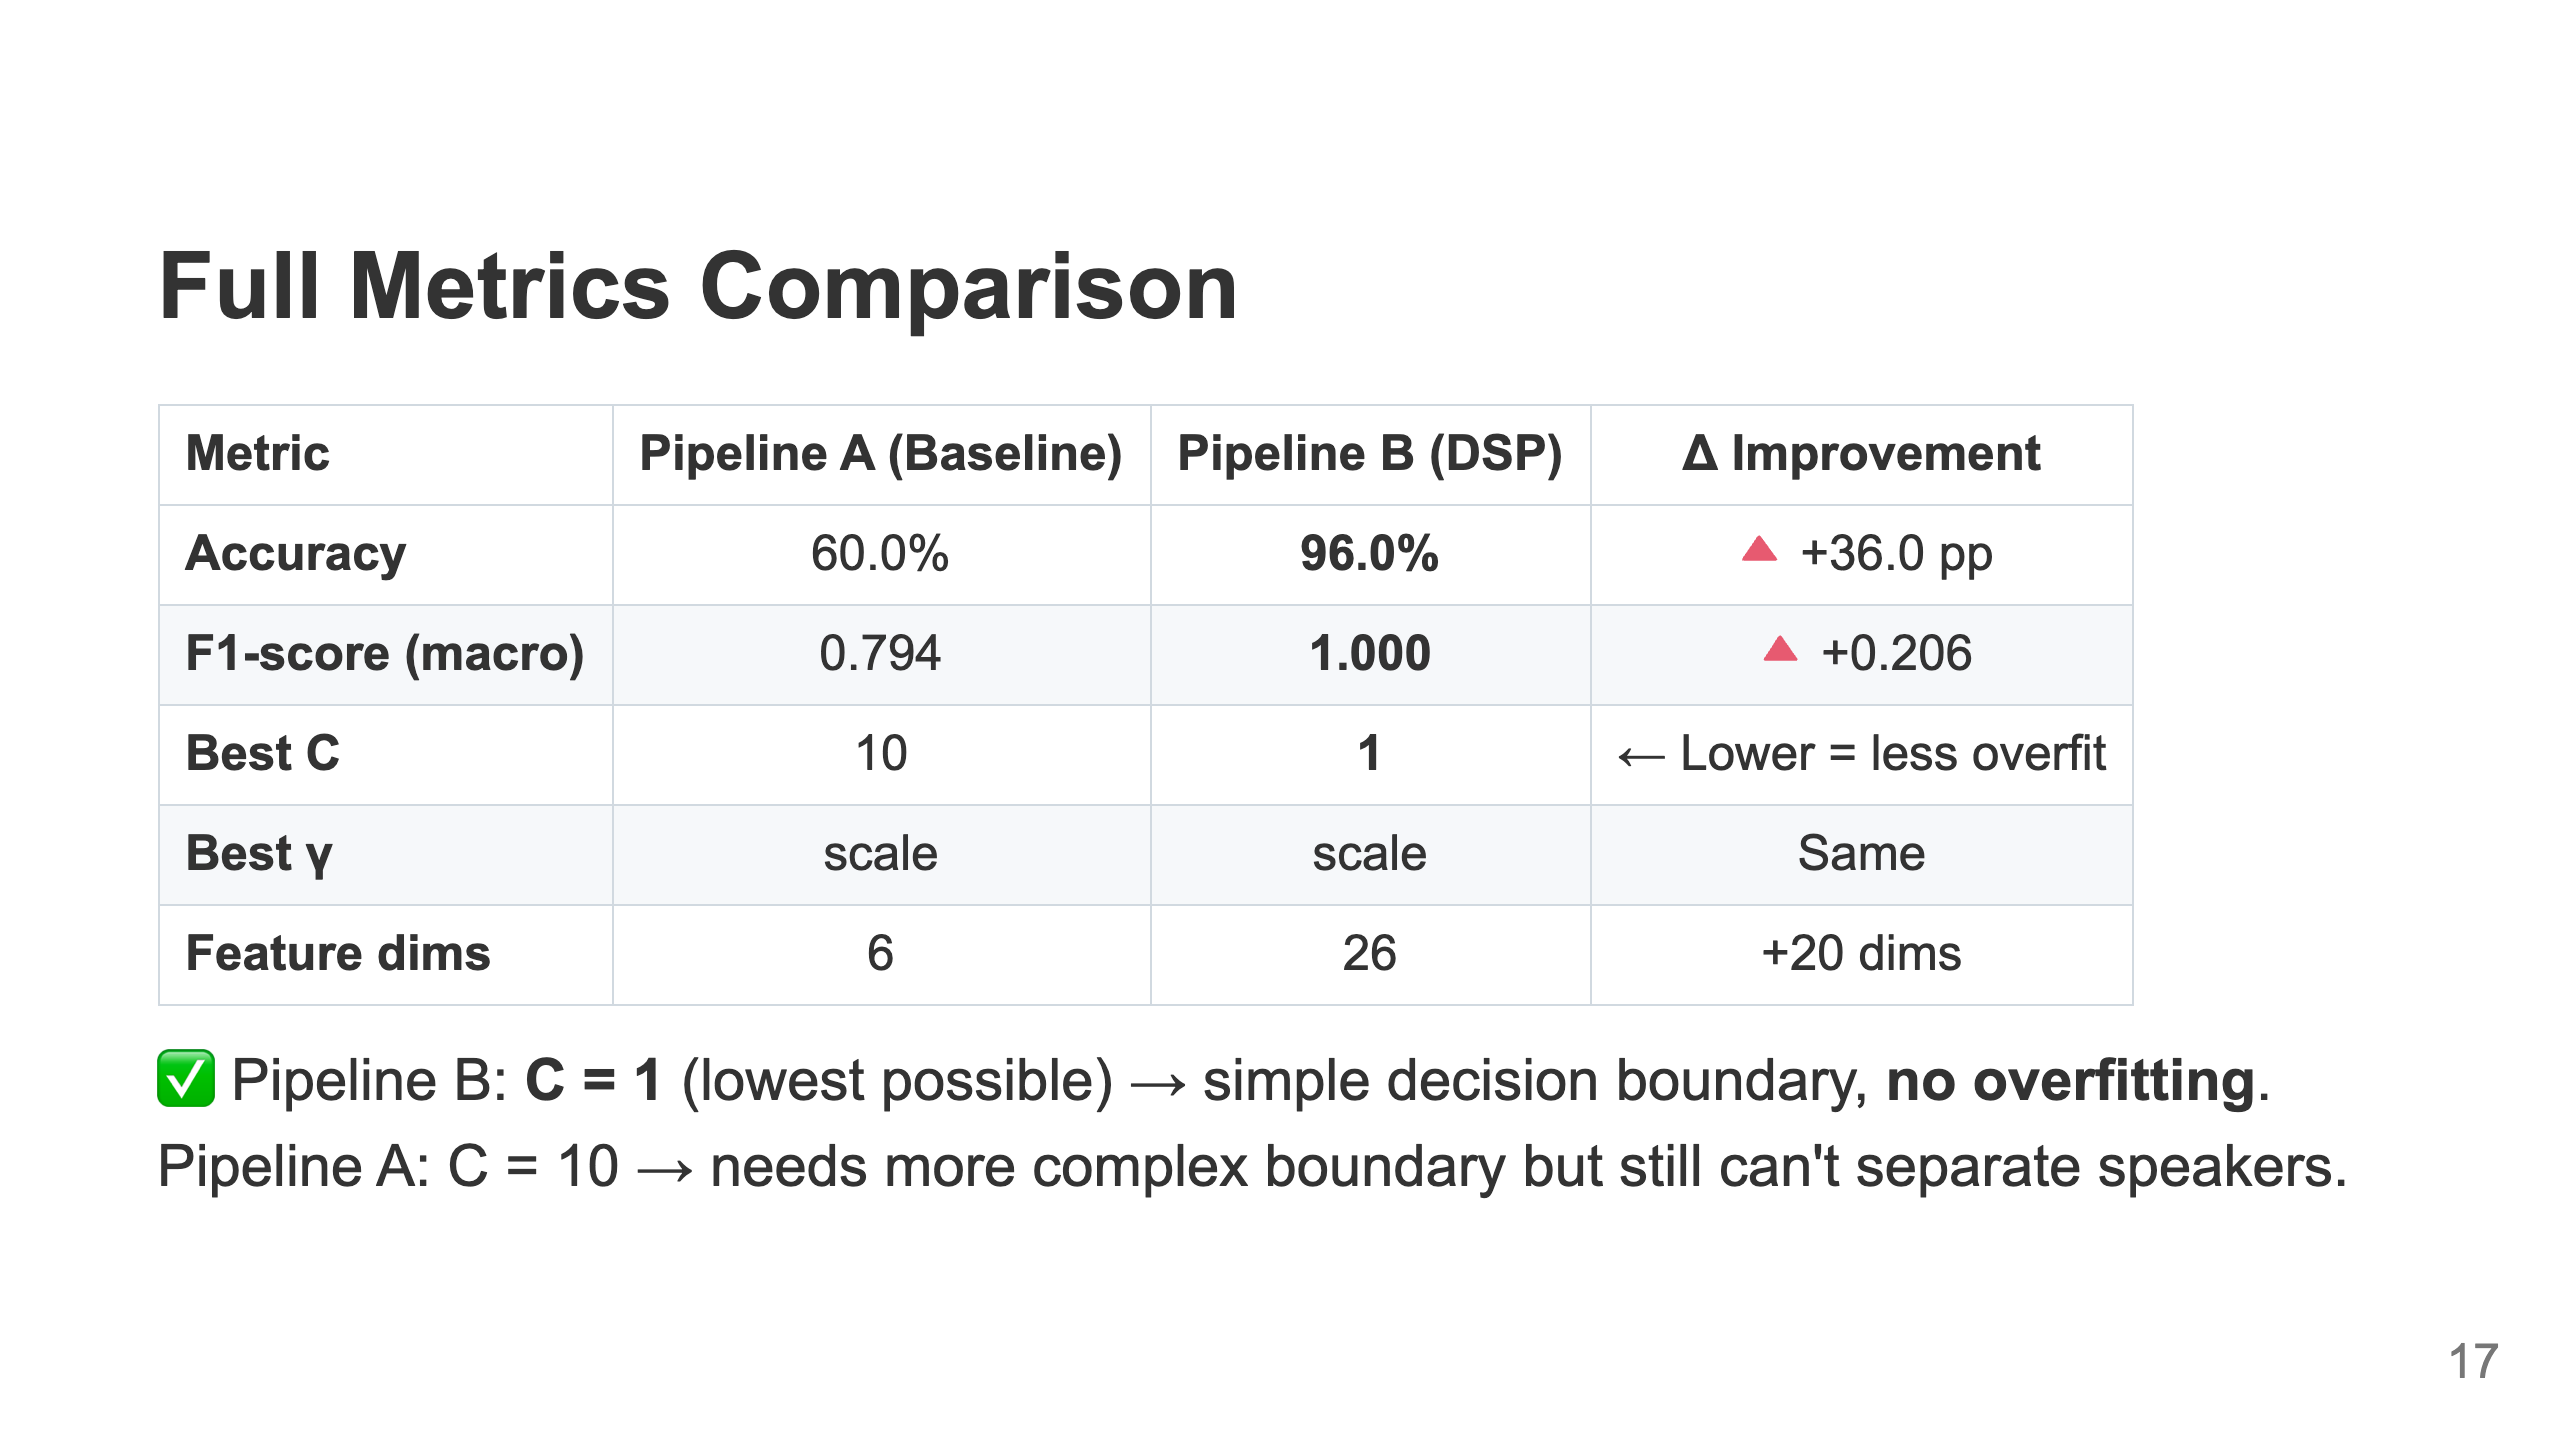 Full Metrics Comparison
Metric Pipeline A (Baseline) Pipeline B (DSP) Δ Improvement
Accuracy 60.0% 96.0% 🔺 +36.0 pp
F1-score (macro) 0.794 1.000 🔺 +0.206
Best C 10 1 ← Lower = less overfit
Best γ scale scale Same
Feature dims 6 26 +20 dims
✅ Pipeline B: C = 1 (lowest possible) → simple decision boundary, no overfitting.
Pipeline A: C = 10 → needs more complex boundary but still can't separate speakers.
17